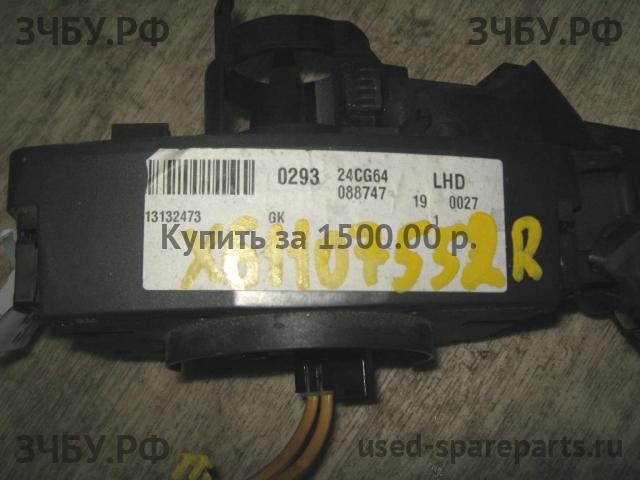 ЗЧБУ.РФ
ЗЧБУ.РФ
0293 24CG64 LHD
088747 19 0027
13132473 GK 1
Купить за 1500.00 р.
ЗЧБУ.РФ
used-spareparts.ru